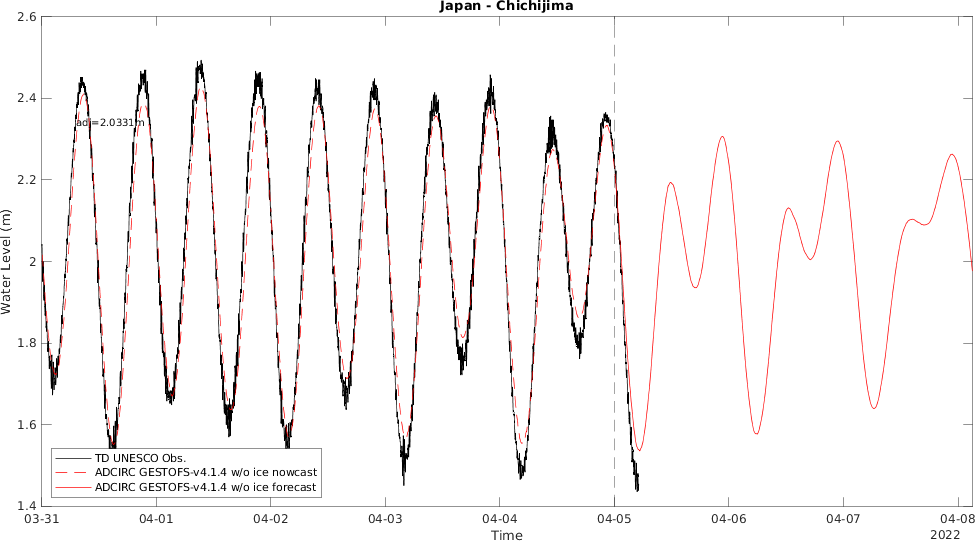 Japan - Chichijima
2.6
2.4
2.2
2
1.8
1.6
1.4
Water Level (m)
adj=2.0331m
TD UNESCO Obs.
ADCIRC GESTOFS-v4.1.4 w/o ice nowcast
ADCIRC GESTOFS-v4.1.4 w/o ice forecast
03-31 04-01 04-02 04-03 04-04 04-05 04-06 04-07 04-08
Time
2022